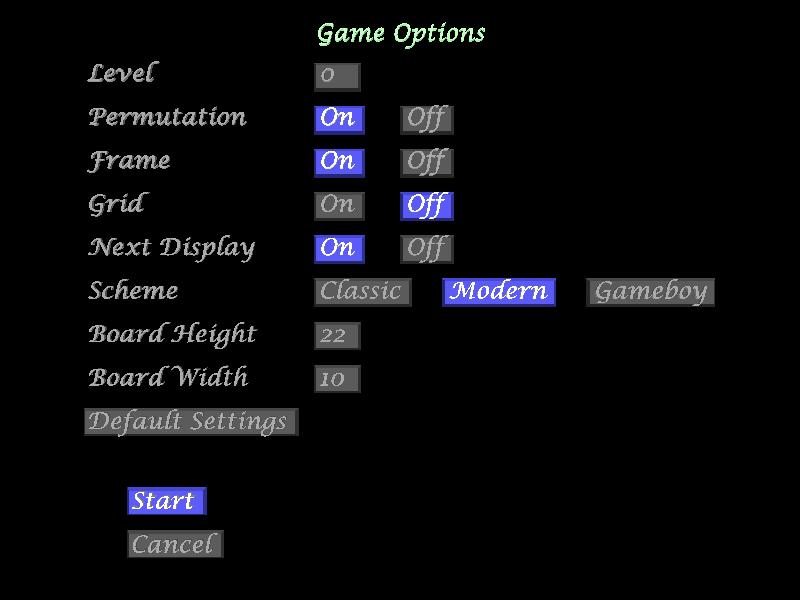 Game Options
Level 0
Permutation On Off
Frame On Off
Grid On Off
Next Display On Off
Scheme Classic Modern Gameboy
Board Height 22
Board Width 10
Default Settings
Start
Cancel